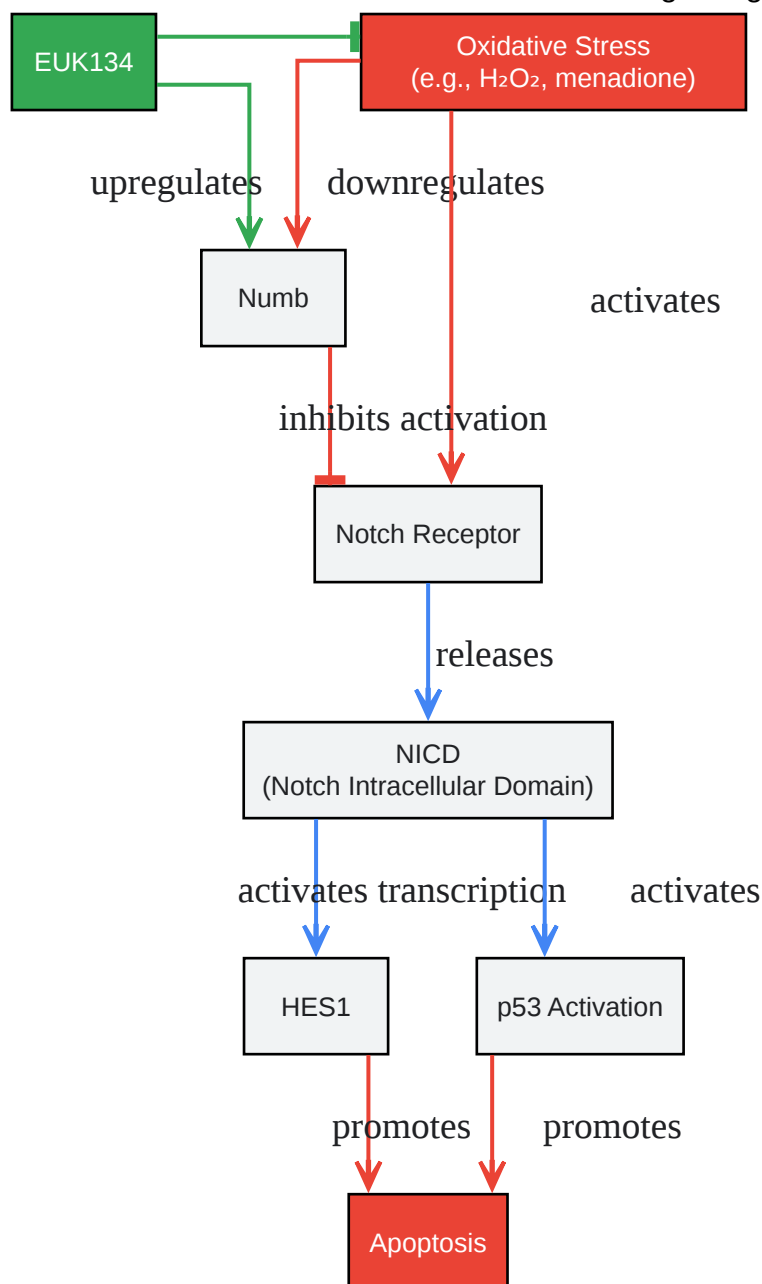 EUK134
Oxidative Stress
(e.g., H₂O₂, menadione)
upregulates
downregulates
Numb
activates
inhibits activation
Notch Receptor
releases
NICD
(Notch Intracellular Domain)
activates transcription
activates
HES1
p53 Activation
promotes
promotes
Apoptosis